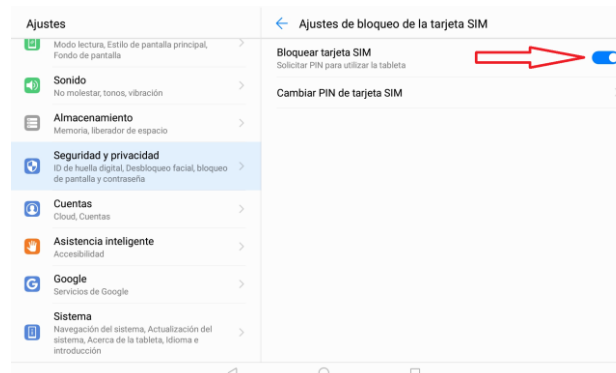 Ajustes
Modo lectura, Estilo de pantalla principal,
Fondo de pantalla
Sonido
No molestar, tonos, vibración
Almacenamiento
Memoria, liberador de espacio
Seguridad y privacidad
ID de huella digital, Desbloqueo facial, bloqueo
de pantalla y contraseña
Cuentas
Cloud, Cuentas
Asistencia inteligente
Accesibilidad
Google
Servicios de Google
Sistema
Navegación del sistema, Actualización del
sistema, Acerca de la tableta, Idioma e
introducción
Ajustes de bloqueo de la tarjeta SIM
Bloquear tarjeta SIM
Solicitar PIN para utilizar la tableta
Cambiar PIN de tarjeta SIM